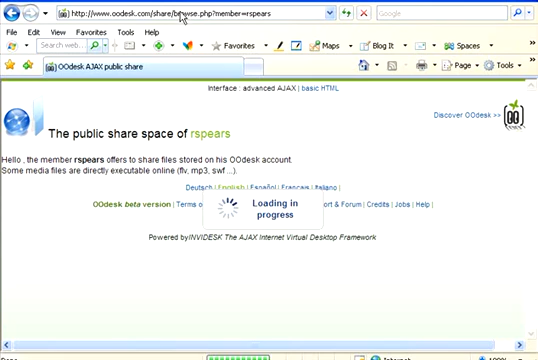 http://www.oodesk.com/share/browse.php?member=rspears
Google
File Edit View Favorites Tools Help
Search web...
Favorites Maps Blog It Spaces
OOdesk AJAX public share
Page Tools
Interface : advanced AJAX | basic HTML
Discover OOdesk >>
The public share space of rspears
Hello , the member rspears offers to share files stored on his OOdesk account.
Some media files are directly executable online (flv, mp3, swf ...).
Deutsch | English | Español | Français | Italiano |
OOdesk beta version | Terms o ort & Forum | Credits | Jobs | Help |
Loading in
progress
Powered byINVIDESK The AJAX Internet Virtual Desktop Framework
Done Internet 100%